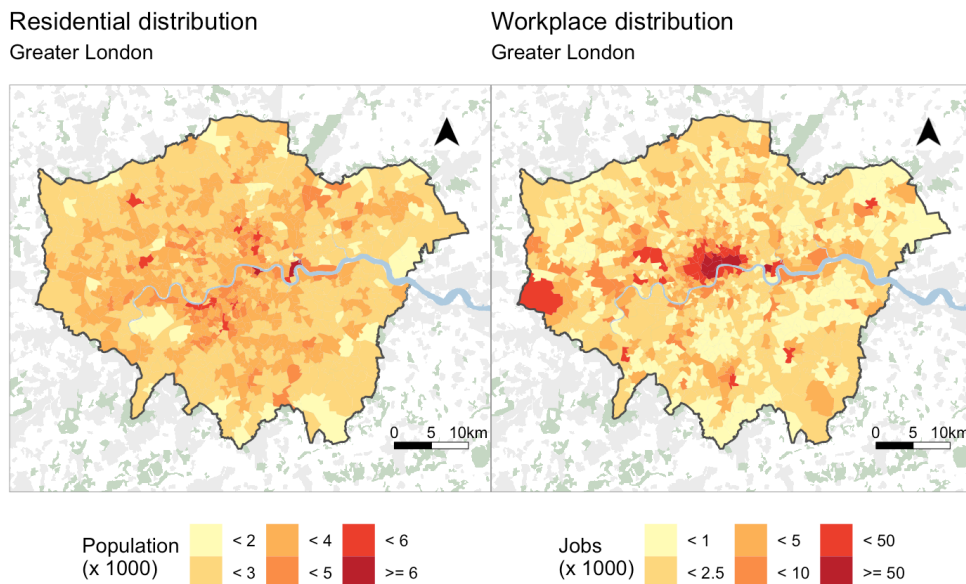 Residential distribution
Greater London
Workplace distribution
Greater London
0 5 10km
0 5 10km
Population
(x 1000)
< 2
< 4
< 6
< 3
< 5
>= 6
Jobs
(x 1000)
< 1
< 5
< 50
< 2.5
< 10
>= 50